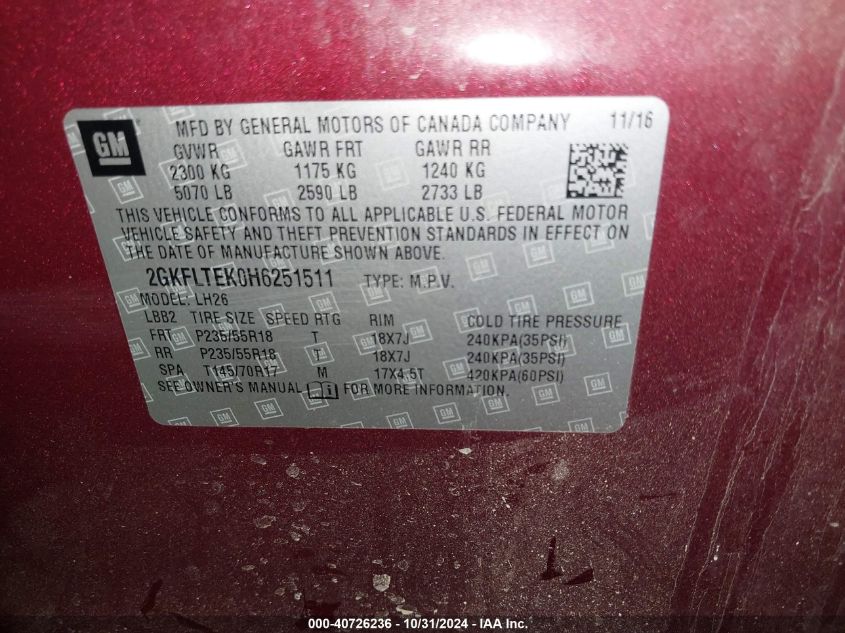 GM MFD BY GENERAL MOTORS OF CANADA COMPANY 11/16
GVWR GAWR FRT GAWR RR
2300 KG 1175 KG 1240 KG
5070 LB 2590 LB 2733 LB
THIS VEHICLE CONFORMS TO ALL APPLICABLE U.S. FEDERAL MOTOR
VEHICLE SAFETY AND THEFT PREVENTION STANDARDS IN EFFECT ON
THE DATE OF MANUFACTURE SHOWN ABOVE.
2GKFLTEK0H6251511 TYPE: M.P.V.
MODEL: LH26
LBB2 TIRE SIZE SPEED RTG RIM COLD TIRE PRESSURE
FRT P235/55R18 T 18X7J 240KPA(35PSI)
RR P235/55R18 T 18X7J 240KPA(35PSI)
SPA T145/70R17 M 17X4.5T 420KPA(60PSI)
SEE OWNER'S MANUAL FOR MORE INFORMATION.
000-40726236 - 10/31/2024 - IAA Inc.